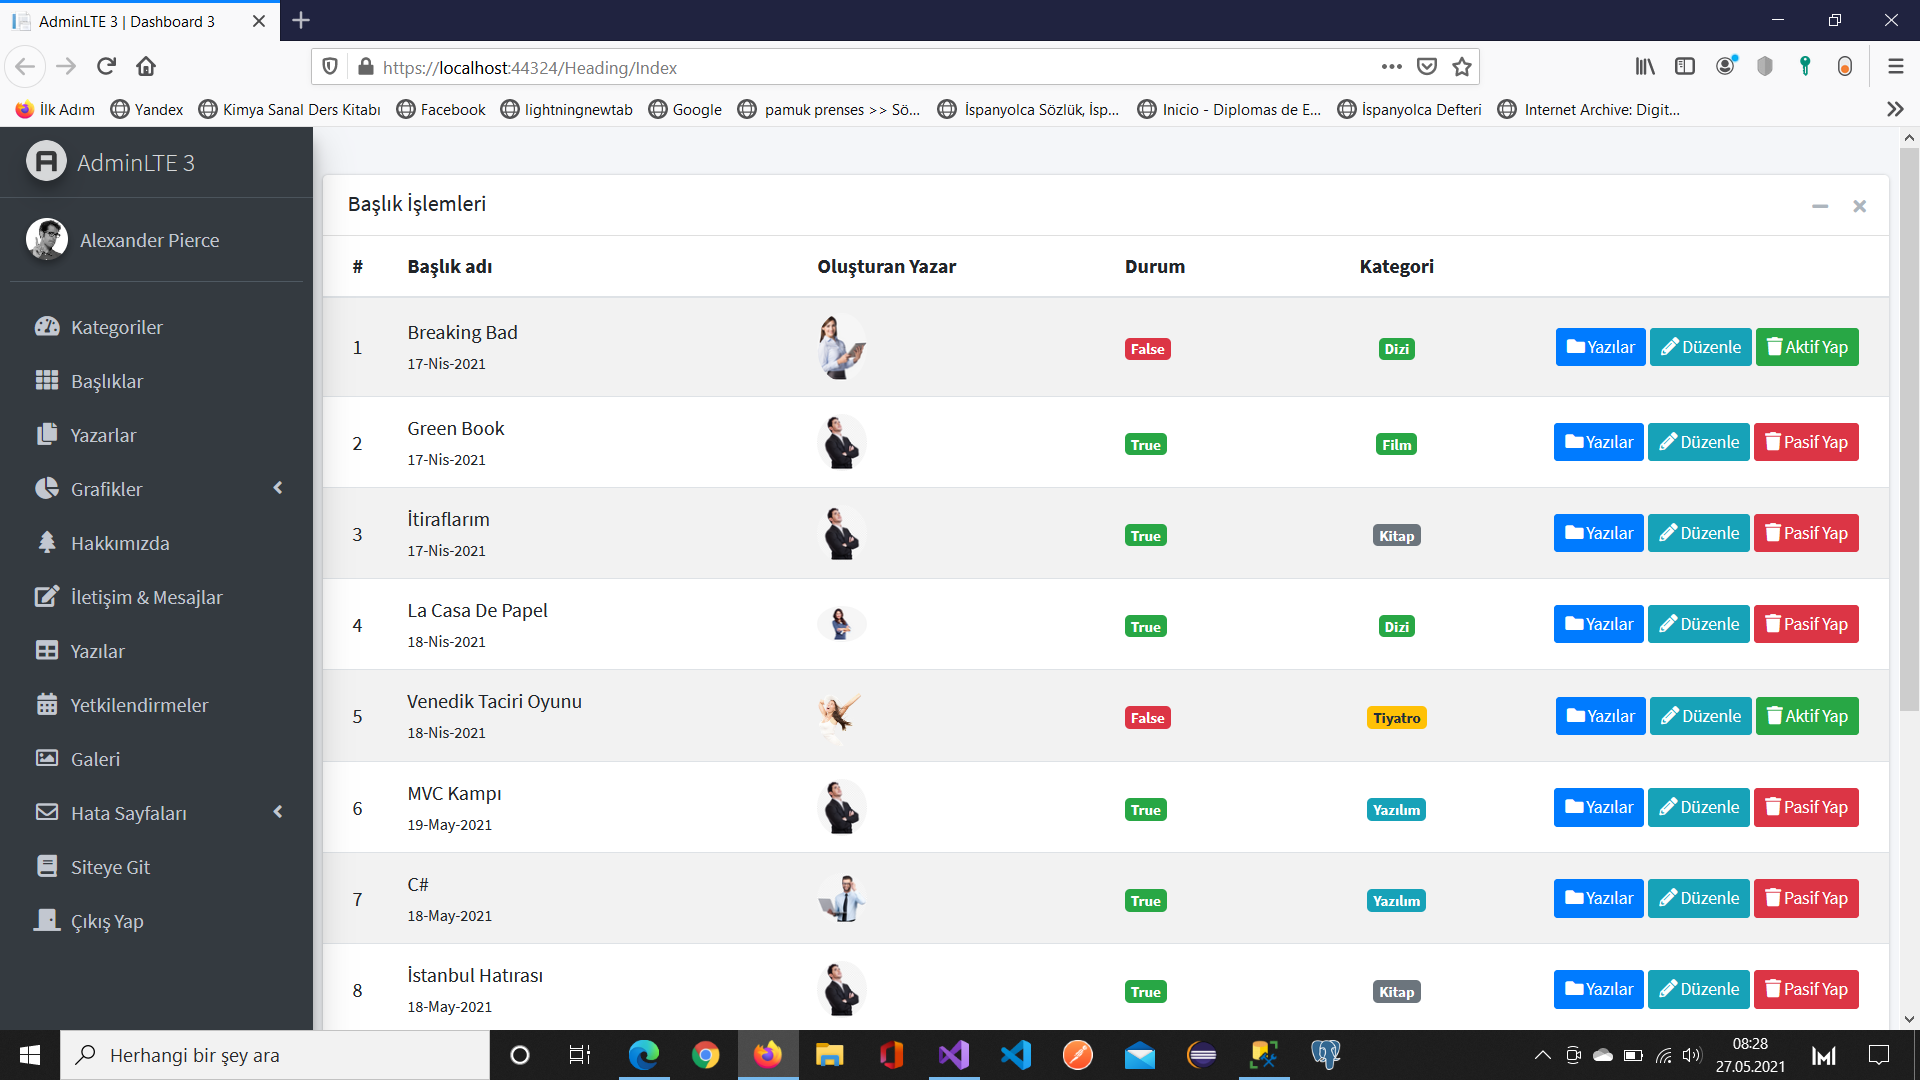 AdminLTE 3 | Dashboard 3
https://localhost:44324/Heading/Index
İlk Adım Yandex Kimya Sanal Ders Kitabı Facebook lightningnewtab Google pamuk prenses >> Sö... İspanyolca Sözlük, İsp... Inicio - Diplomas de E... İspanyolca Defteri Internet Archive: Digit...
AdminLTE 3
Alexander Pierce
Kategoriler
Başlıklar
Yazarlar
Grafikler
Hakkımızda
İletişim & Mesajlar
Yazılar
Yetkilendirmeler
Galeri
Hata Sayfaları
Siteye Git
Çıkış Yap
Başlık İşlemleri
# Başlık adı Oluşturan Yazar Durum Kategori
1 Breaking Bad False Dizi Yazılar Düzenle Aktif Yap
17-Nis-2021
2 Green Book True Film Yazılar Düzenle Pasif Yap
17-Nis-2021
3 İtiraflarım True Kitap Yazılar Düzenle Pasif Yap
17-Nis-2021
4 La Casa De Papel True Dizi Yazılar Düzenle Pasif Yap
18-Nis-2021
5 Venedik Taciri Oyunu False Tiyatro Yazılar Düzenle Aktif Yap
18-Nis-2021
6 MVC Kampı True Yazılım Yazılar Düzenle Pasif Yap
19-May-2021
7 C# True Yazılım Yazılar Düzenle Pasif Yap
18-May-2021
8 İstanbul Hatırası True Kitap Yazılar Düzenle Pasif Yap
18-May-2021
Herhangi bir şey ara
08:28
27.05.2021